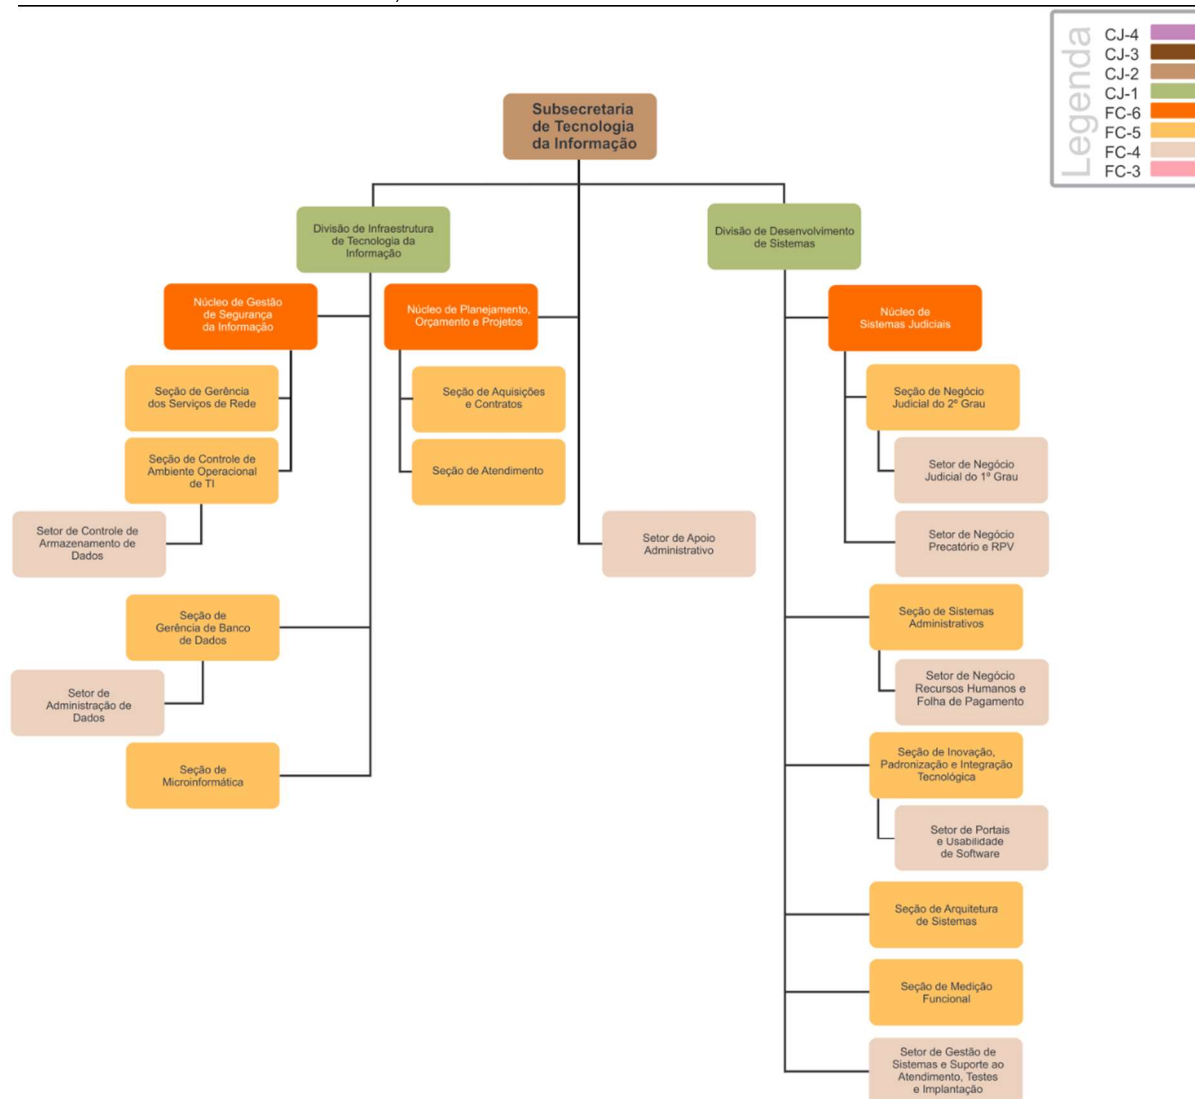 Legenda
CJ-4
CJ-3
CJ-2
CJ-1
FC-6
FC-5
FC-4
FC-3
Subsecretaria
de Tecnologia
da Informação
Divisão de Infraestrutura
de Tecnologia da
Informação
Divisão de Desenvolvimento
de Sistemas
Núcleo de Gestão
de Segurança
da Informação
Núcleo de Planejamento,
Orçamento e Projetos
Núcleo de
Sistemas Judiciais
Seção de Gerência
dos Serviços de Rede
Seção de Aquisições
e Contratos
Seção de Negócio
Judicial do 2º Grau
Seção de Controle de
Ambiente Operacional
de TI
Seção de Atendimento
Setor de Negócio
Judicial do 1º Grau
Setor de Controle de
Armazenamento de
Dados
Setor de Apoio
Administrativo
Setor de Negócio
Precatório e RPV
Seção de
Gerência de Banco
de Dados
Seção de Sistemas
Administrativos
Setor de
Administração de
Dados
Setor de Negócio
Recursos Humanos e
Folha de Pagamento
Seção de
Microinformática
Seção de Inovação,
Padronização e Integração
Tecnológica
Setor de Portais
e Usabilidade
de Software
Seção de Arquitetura
de Sistemas
Seção de Medição
Funcional
Setor de Gestão de
Sistemas e Suporte ao
Atendimento, Testes
e Implantação